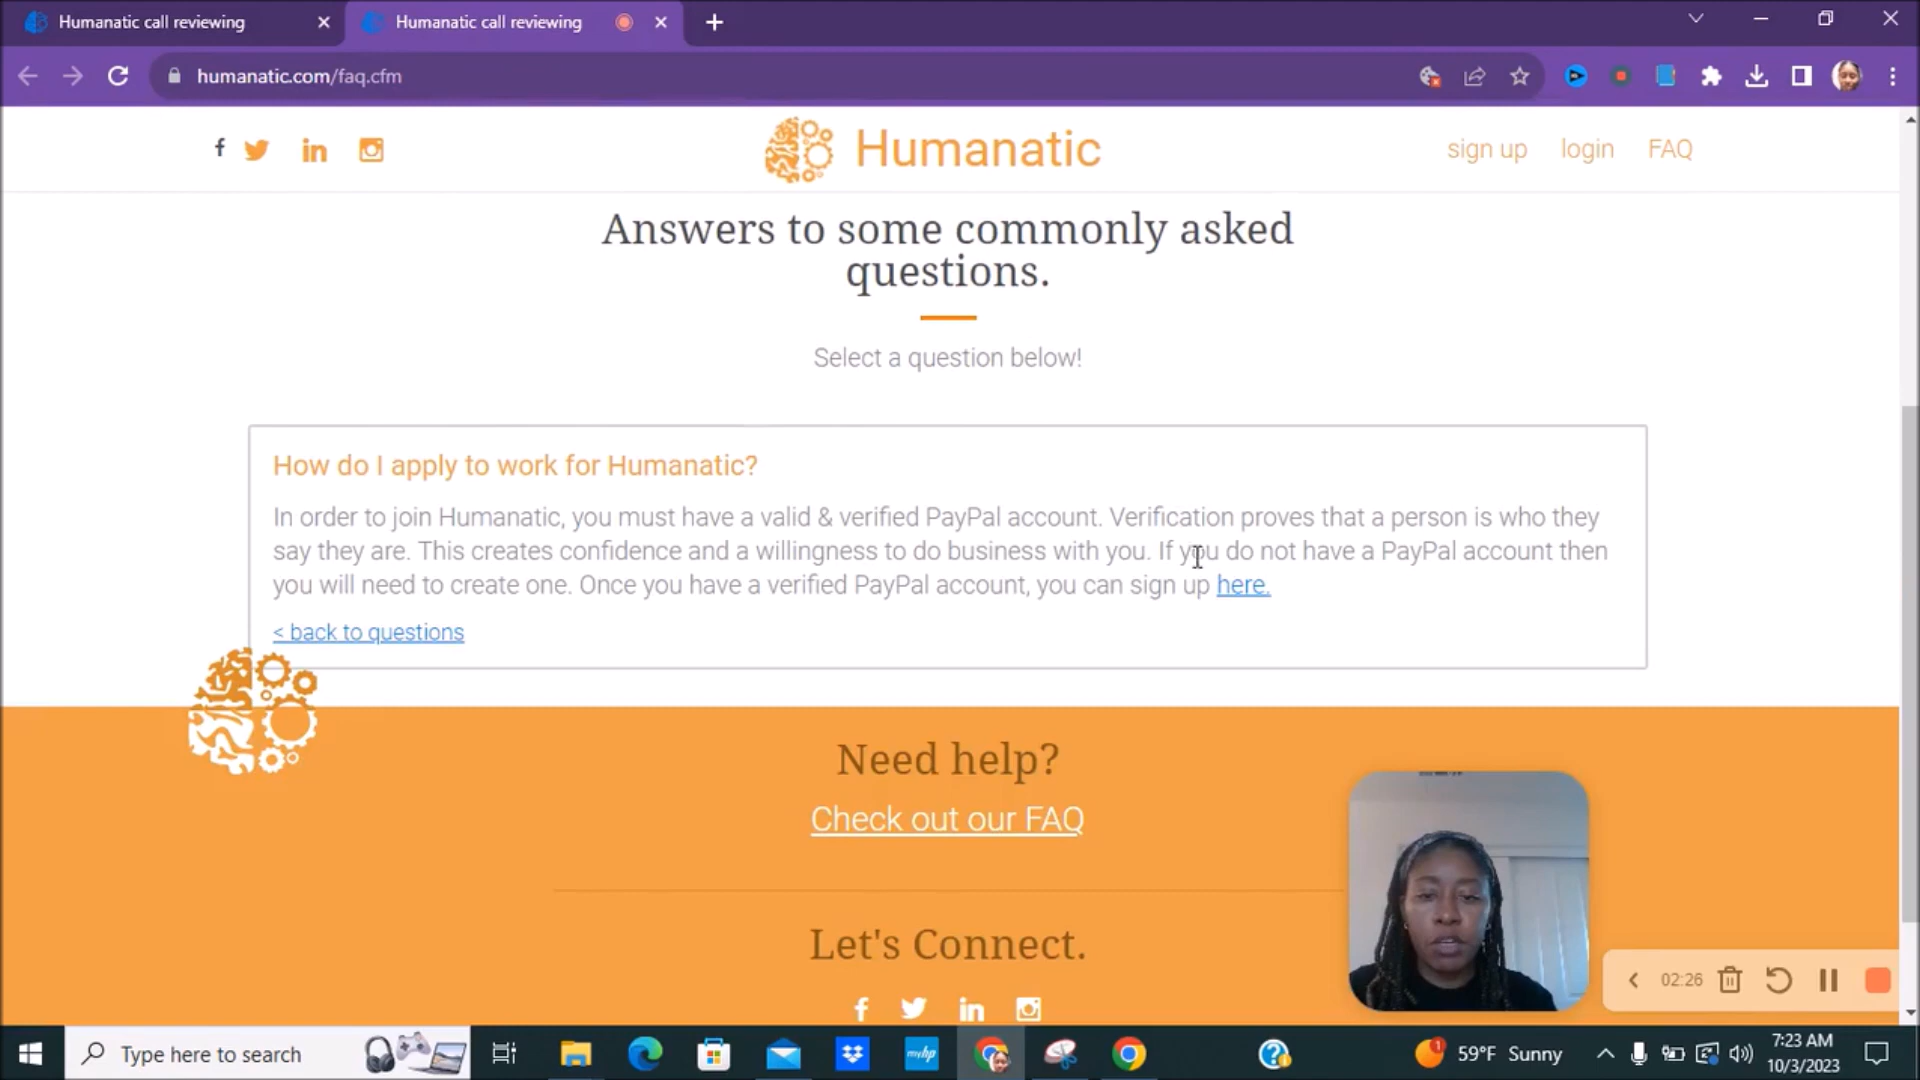 Humanatic call reviewing
Humanatic call reviewing
humanatic.com/faq.cfm
Humanatic
sign up
login
FAQ
Answers to some commonly asked
questions.
Select a question below!
How do I apply to work for Humanatic?
In order to join Humanatic, you must have a valid & verified PayPal account. Verification proves that a person is who they
say they are. This creates confidence and a willingness to do business with you. If you do not have a PayPal account then
you will need to create one. Once you have a verified PayPal account, you can sign up here.
< back to questions
Need help?
Check out our FAQ
Let's Connect.
02:26
Type here to search
myhp
59°F Sunny
7:23 AM
10/3/2023